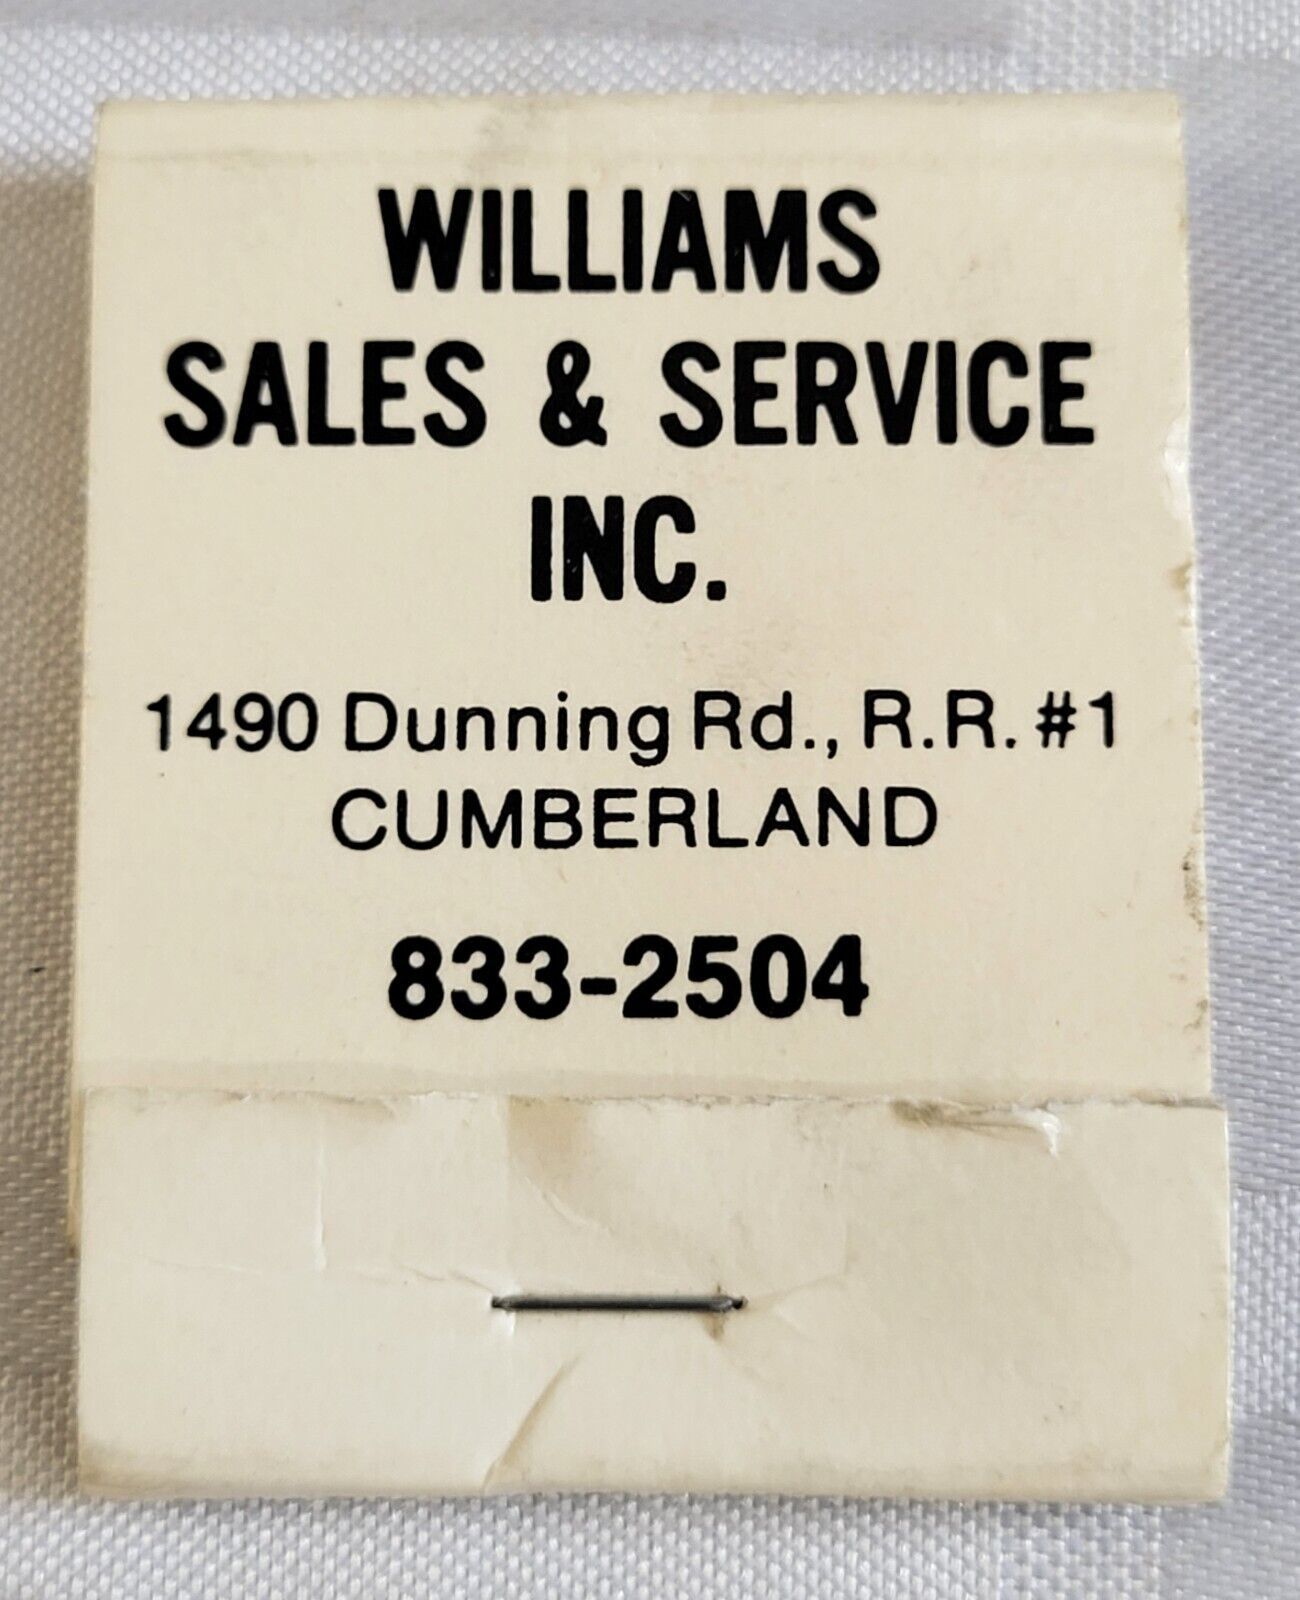 WILLIAMS
SALES & SERVICE
INC.
1490 Dunning Rd., R.R. #1
CUMBERLAND
833-2504